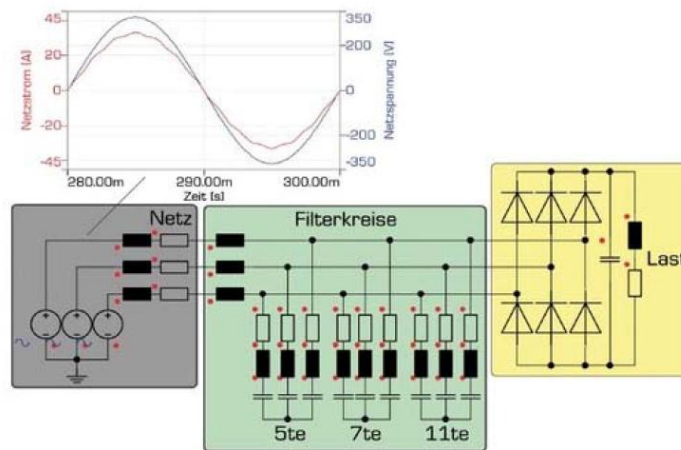 45
20
0
-20
-45
Netzstrom [A]
350
200
0
-200
-350
Netzspannung [V]
280.00m 290.00m 300.00m
Zeit [s]
Netz
Filterkreise
Last
5te 7te 11te